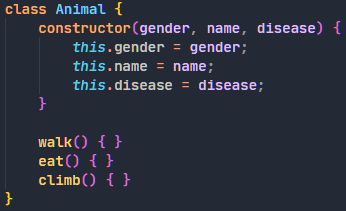 class Animal {
    constructor(gender, name, disease) {
        this.gender = gender;
        this.name = name;
        this.disease = disease;
    }

    walk() { }
    eat() { }
    climb() { }
}